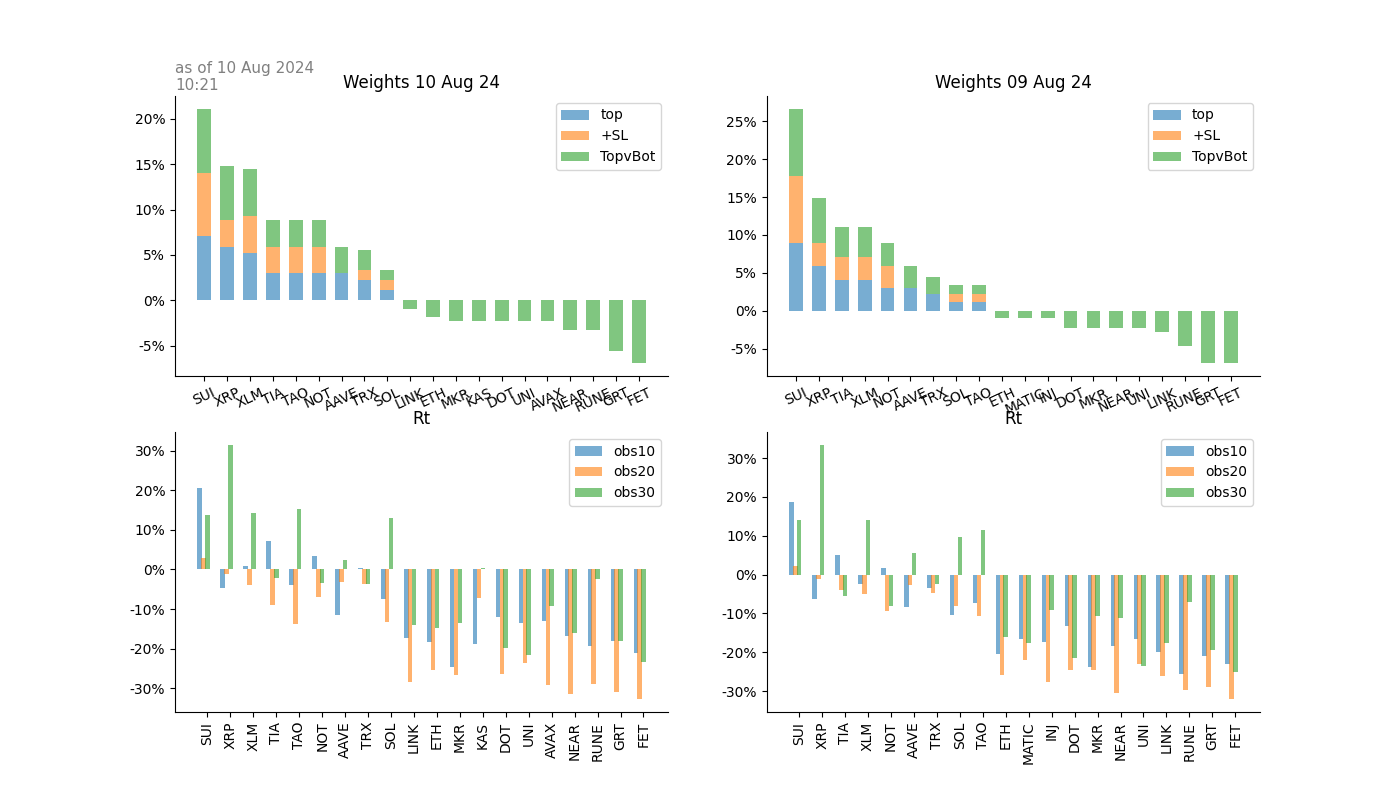 as of 10 Aug 2024
10:21
Weights 10 Aug 24
20%
15%
10%
5%
0%
-5%
top
+SL
TopvBot
SUI XRP XLM TIA TAO NOT AAVE TRX SOL LINK ETH MKR KAS DOT UNI AVAX NEAR RUNE GRT FET
Weights 09 Aug 24
25%
20%
15%
10%
5%
0%
-5%
top
+SL
TopvBot
SUI XRP TIA XLM NOT AAVE TRX SOL TAO ETH MATIC INJ DOT MKR NEAR UNI LINK RUNE GRT FET
Rt
30%
20%
10%
0%
-10%
-20%
-30%
obs10
obs20
obs30
SUI XRP XLM TIA TAO NOT AAVE TRX SOL LINK ETH MKR KAS DOT UNI AVAX NEAR RUNE GRT FET
Rt
30%
20%
10%
0%
-10%
-20%
-30%
obs10
obs20
obs30
SUI XRP TIA XLM NOT AAVE TRX SOL TAO ETH MATIC INJ DOT MKR NEAR UNI LINK RUNE GRT FET